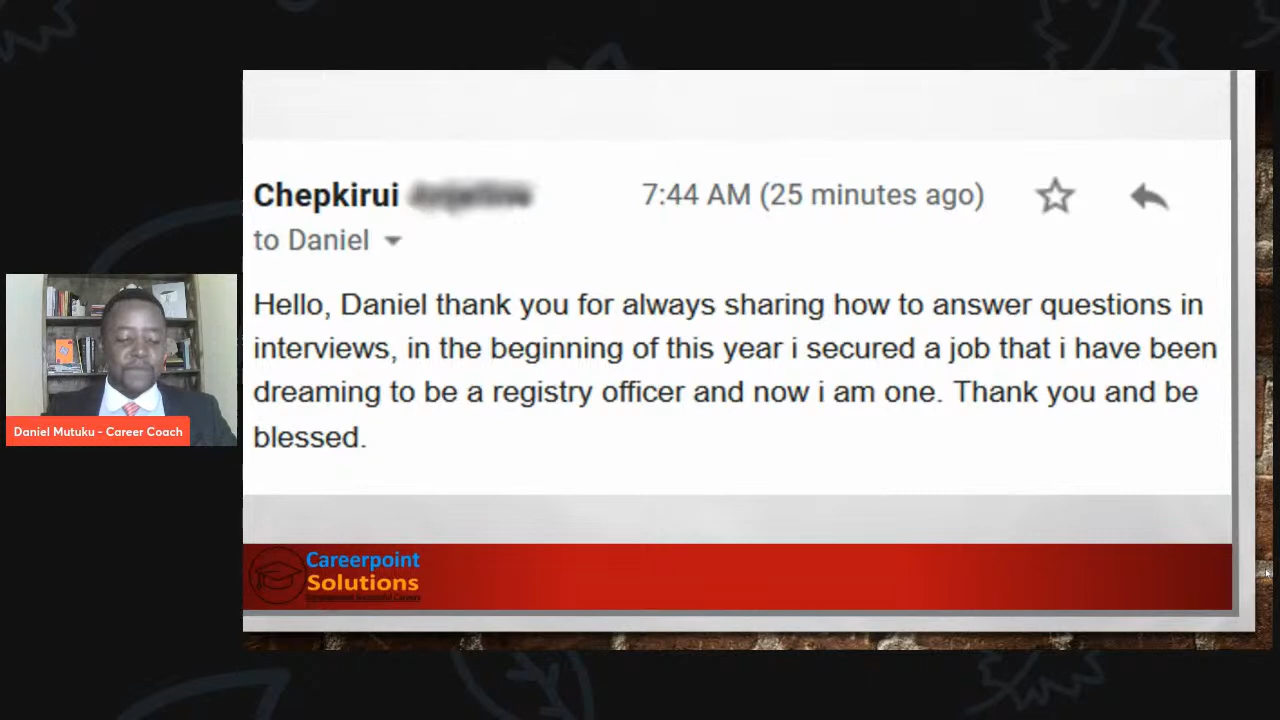 Chepkirui
7:44 AM (25 minutes ago)
to Daniel
Hello, Daniel thank you for always sharing how to answer questions in
interviews, in the beginning of this year i secured a job that i have been
dreaming to be a registry officer and now i am one. Thank you and be
blessed.
Daniel Mutuku - Career Coach
Careerpoint
Solutions